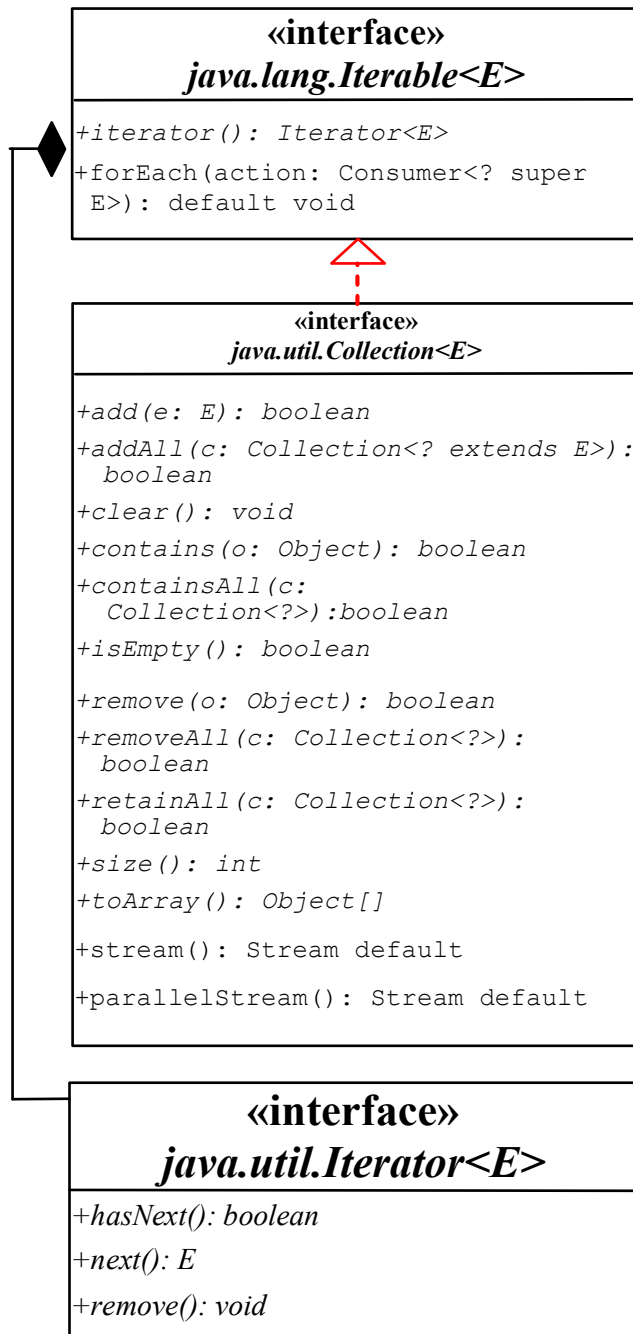 «interface»
java.lang.Iterable<E>
+iterator(): Iterator<E>
+forEach(action: Consumer<? super
E>): default void
«interface»
java.util.Collection<E>
+add(e: E): boolean
+addAll(c: Collection<? extends E>):
boolean
+clear(): void
+contains(o: Object): boolean
+containsAll(c:
Collection<?>):boolean
+isEmpty(): boolean
+remove(o: Object): boolean
+removeAll(c: Collection<?>):
boolean
+retainAll(c: Collection<?>):
boolean
+size(): int
+toArray(): Object[]
+stream(): Stream default
+parallelStream(): Stream default
«interface»
java.util.Iterator<E>
+hasNext(): boolean
+next(): E
+remove(): void